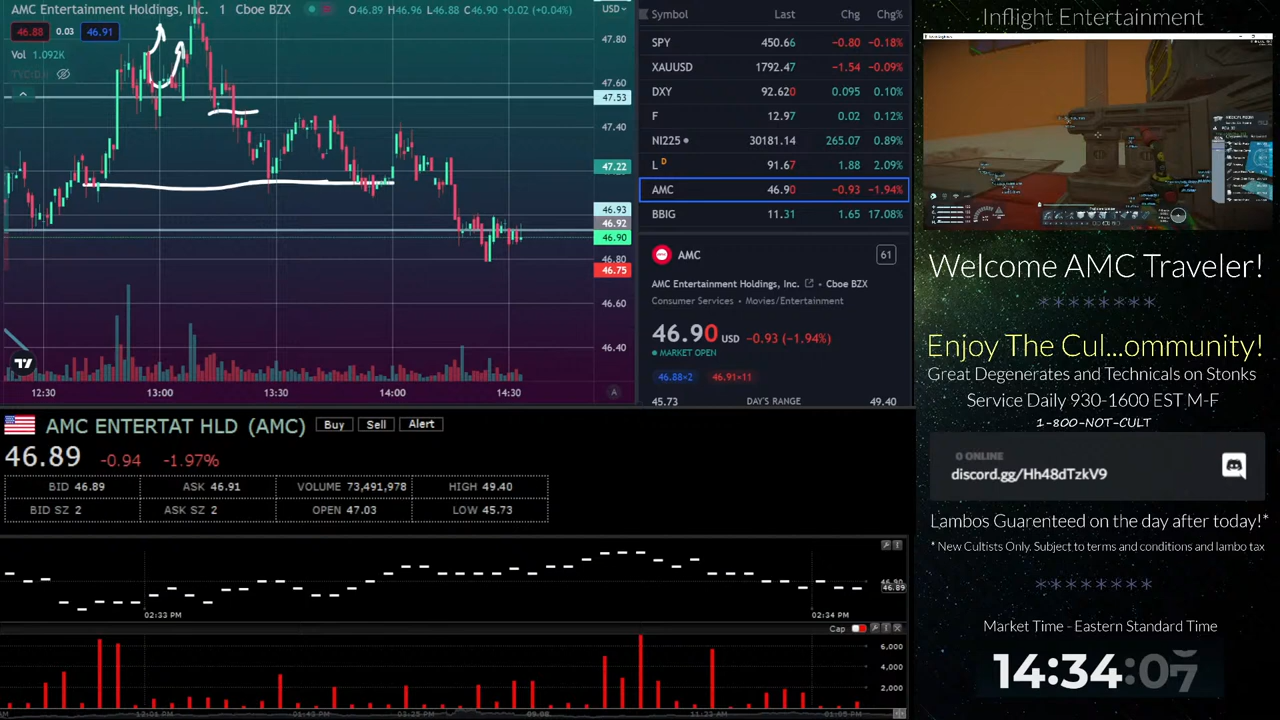 AMC Entertainment Holdings, Inc. 1 Cboe BZX O46.89 H46.96 L46.88 C46.90 +0.02 (+0.04%)
46.88 0.03 46.91
Vol 1.092K
USD
47.80
47.60
47.53
47.40
47.22
46.93
46.92
46.90
46.80
46.75
46.60
46.40
12:30 13:00 13:30 14:00 14:30
A
Symbol Last Chg Chg%
SPY 450.66 −0.80 −0.18%
XAUUSD 1792.47 −1.54 −0.09%
DXY 92.620 0.095 0.10%
F 12.97 0.02 0.12%
NI225 30181.14 265.07 0.89%
L D 91.67 1.88 2.09%
AMC 46.90 −0.93 −1.94%
BBIG 11.31 1.65 17.08%
AMC 61
AMC Entertainment Holdings, Inc. • Cboe BZX
Consumer Services • Movies/Entertainment
46.90 USD −0.93 (−1.94%)
MARKET OPEN
46.88×2 46.91×11
45.73 DAY'S RANGE 49.40
AMC ENTERTAT HLD (AMC) Buy Sell Alert
46.89 -0.94 -1.97%
BID 46.89 ASK 46.91 VOLUME 73,491,978 HIGH 49.40
BID SZ 2 ASK SZ 2 OPEN 47.03 LOW 45.73
46.89
02:33 PM 02:34 PM
Cap
6,000
4,000
2,000
Inflight Entertainment
Welcome AMC Traveler!
********
Enjoy The Cul...ommunity!
Great Degenerates and Technicals on Stonks
Service Daily 930-1600 EST M-F
1-800-NOT-CULT
0 ONLINE
discord.gg/Hh48dTzkV9
Lambos Guarenteed on the day after today!*
* New Cultists Only. Subject to terms and conditions and lambo tax
********
Market Time - Eastern Standard Time
14:34:07